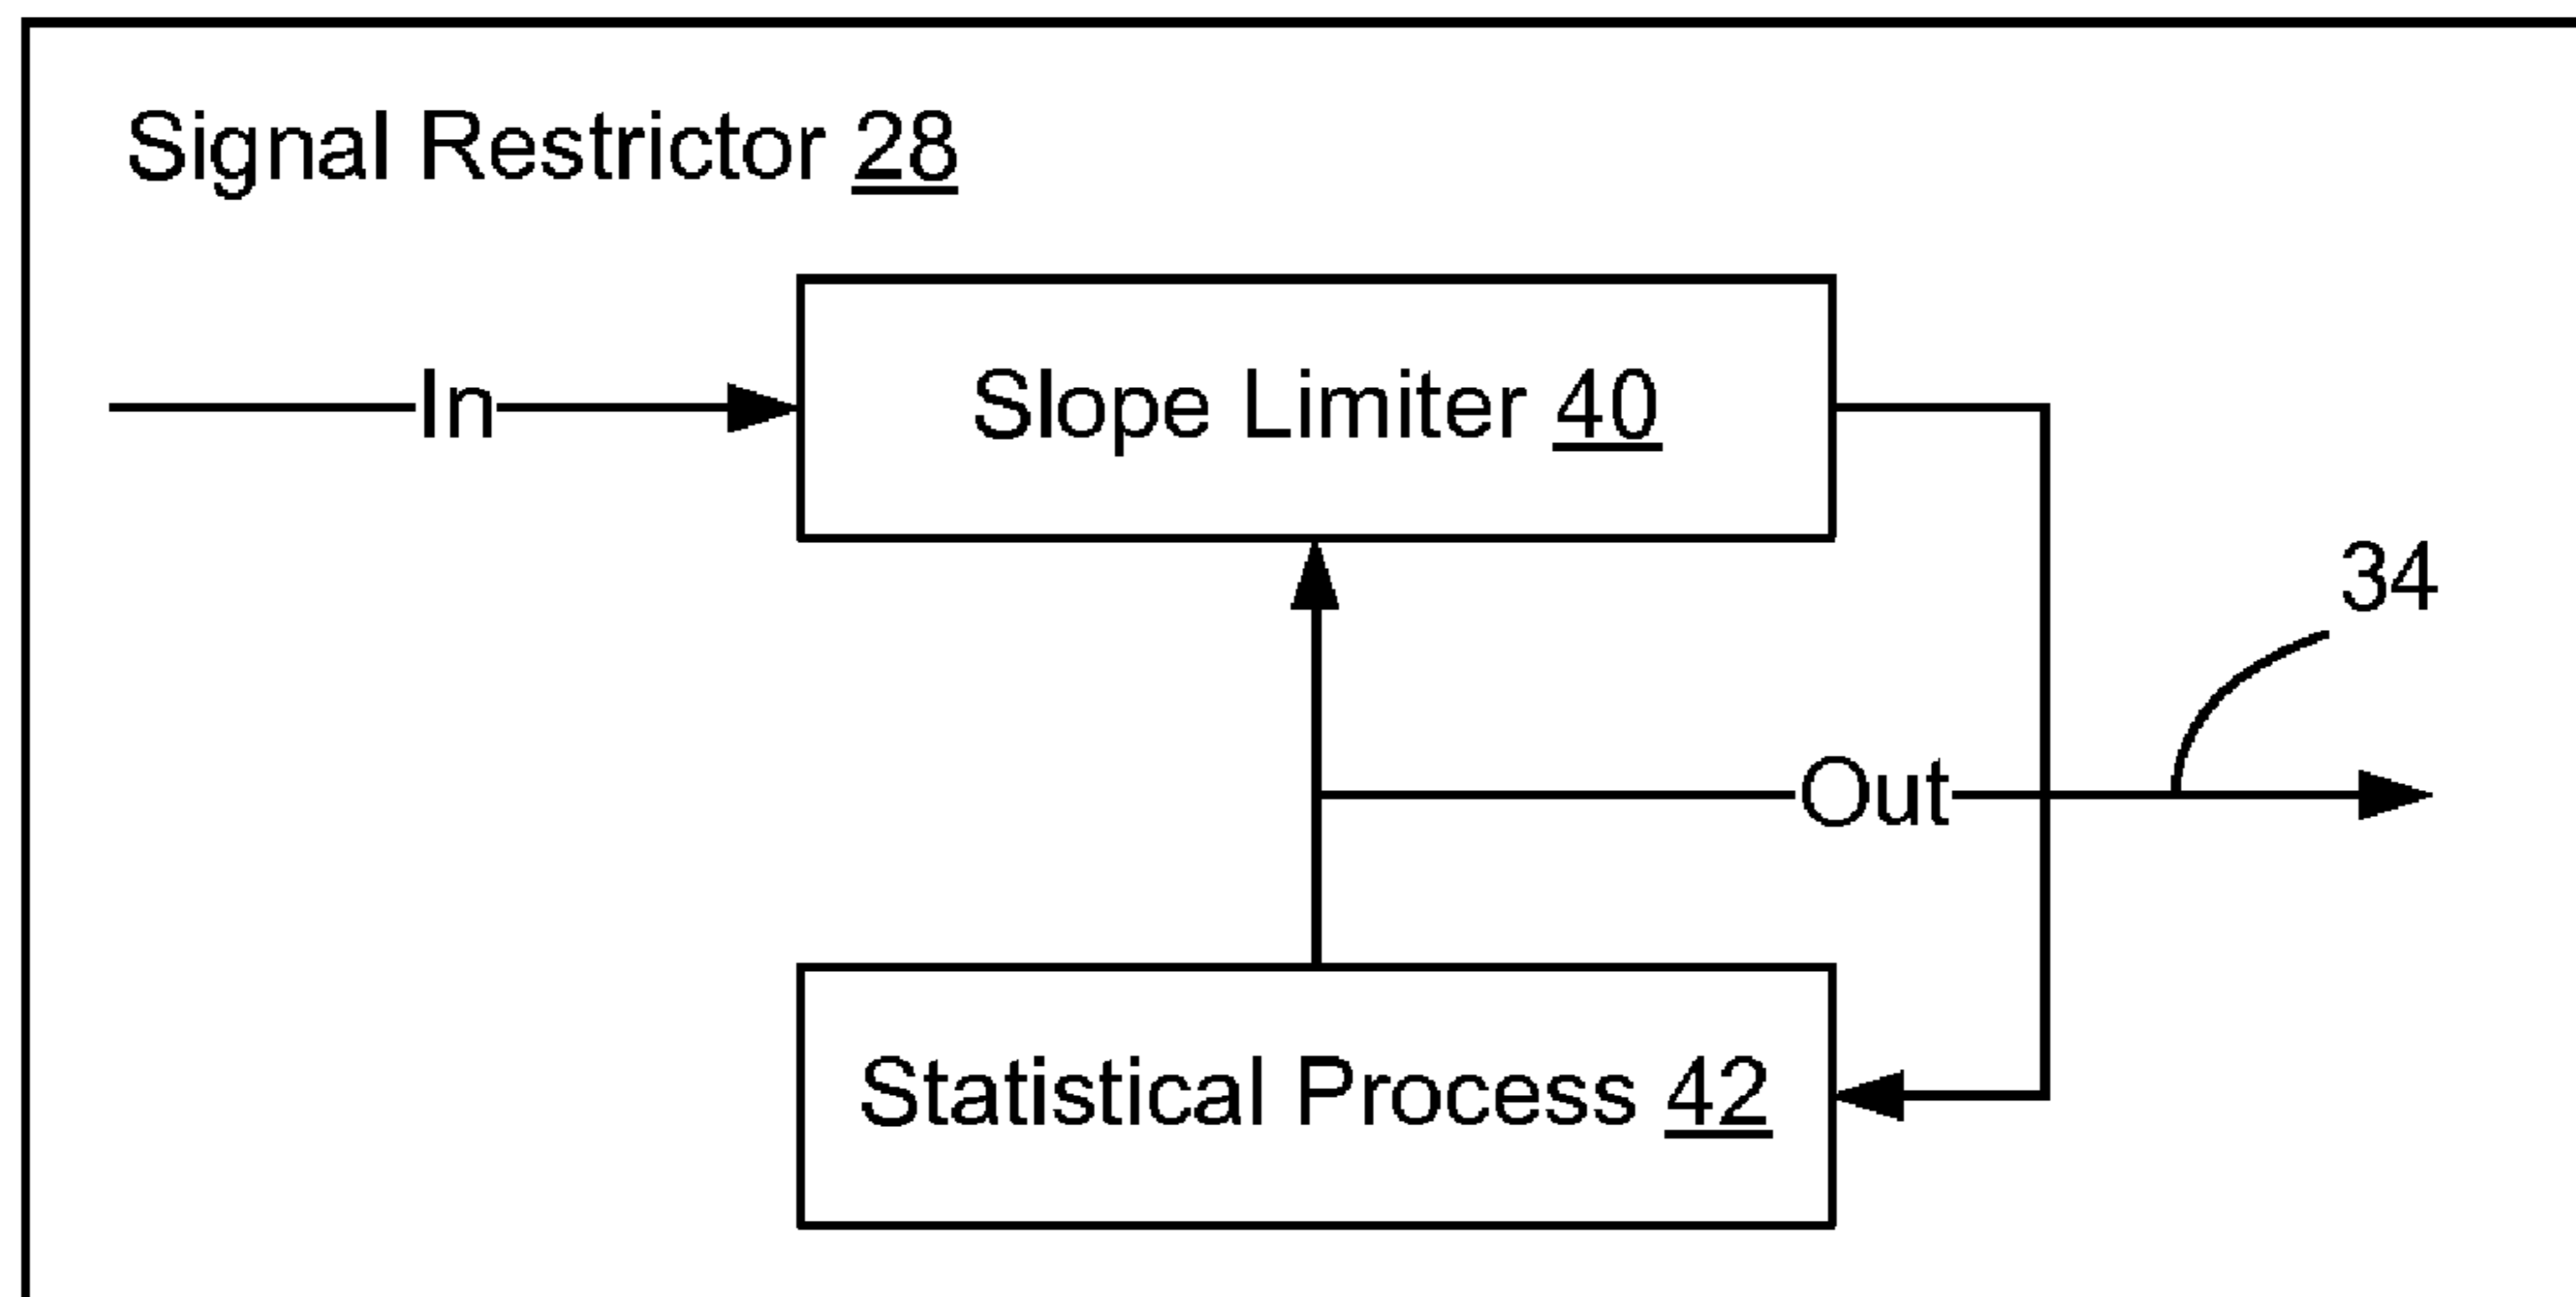 Signal Restrictor 28
In
Slope Limiter 40
34
Out
Statistical Process 42